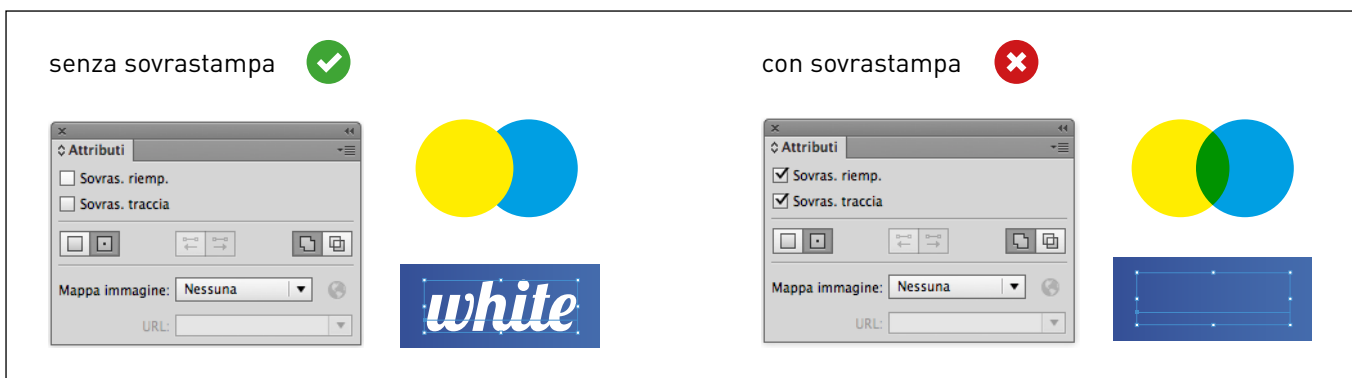 senza sovrastampa
Attributi
Sovras. riemp.
Sovras. traccia
Mappa immagine: Nessuna
URL:
white
con sovrastampa
Attributi
Sovras. riemp.
Sovras. traccia
Mappa immagine: Nessuna
URL: